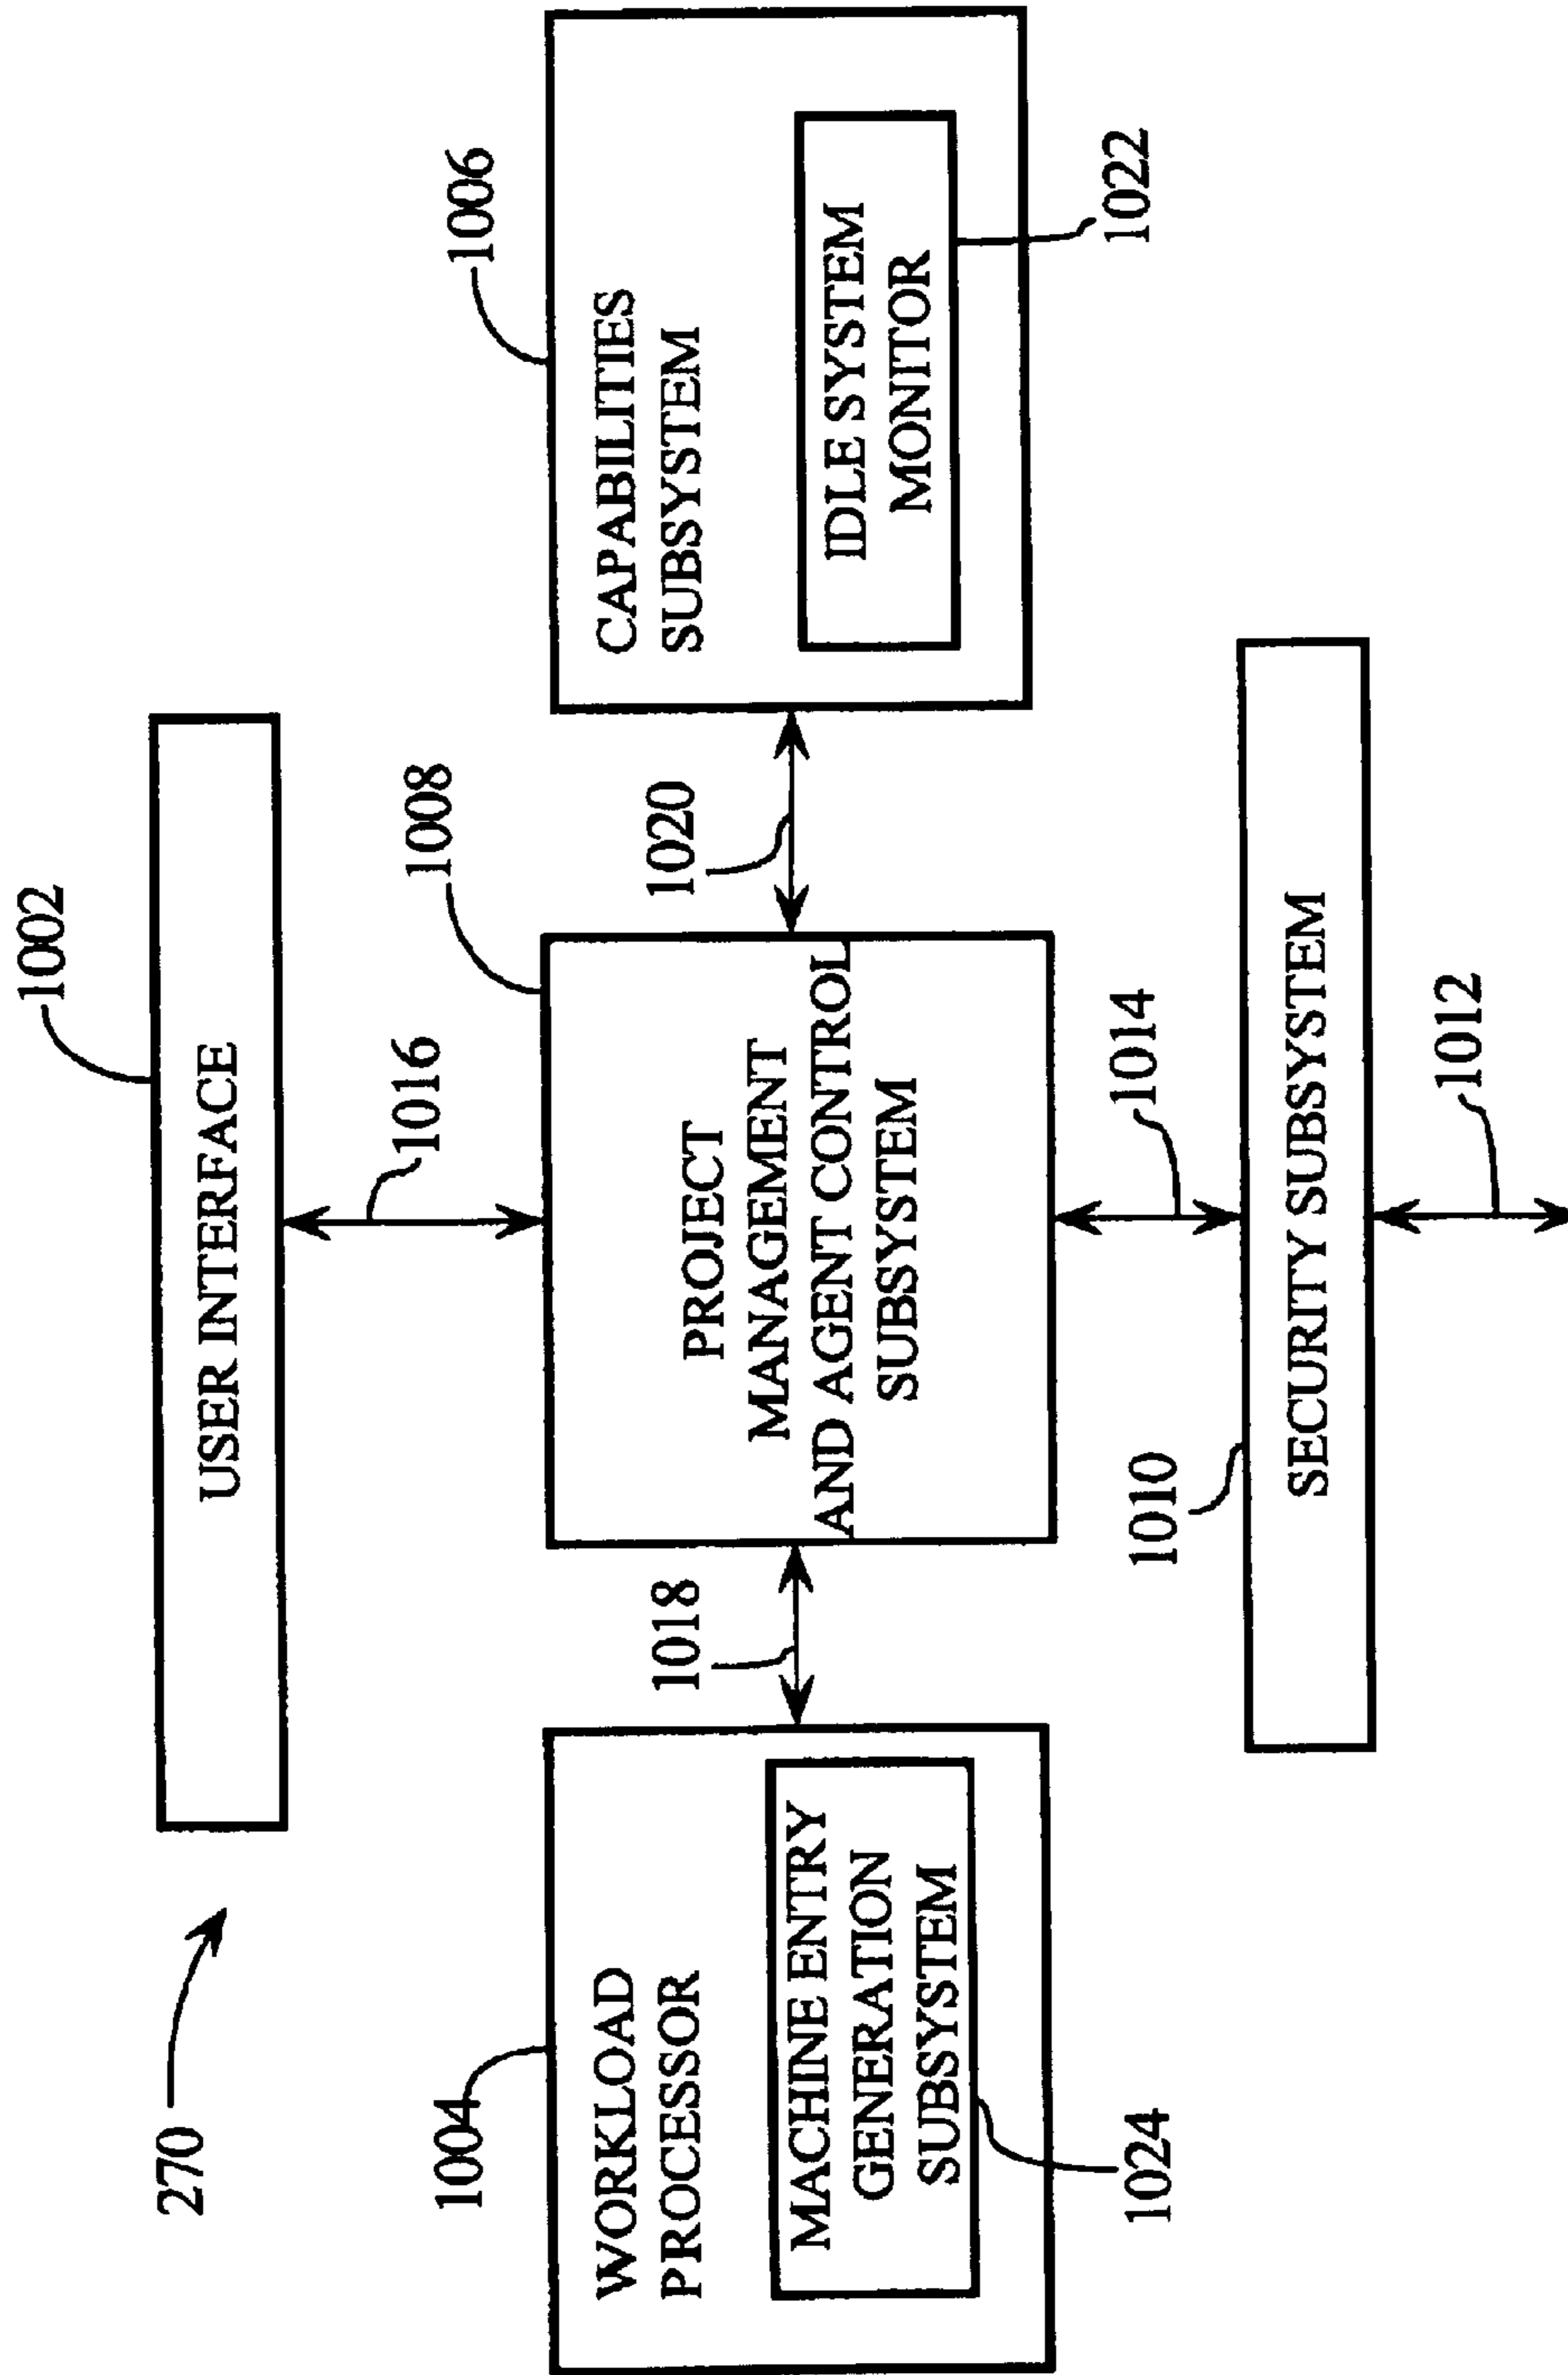 270
1002
USER INTERFACE
1016
1004
WORKLOAD
PROCESSOR
MACHINE ENTRY
GENERATION
SUBSYSTEM
1024
1018
1008
PROJECT
MANAGEMENT
AND AGENT CONTROL
SUBSYSTEM
1020
1006
CAPABILITIES
SUBSYSTEM
IDLE SYSTEM
MONITOR
1022
1014
1010
SECURITY SUBSYSTEM
1012